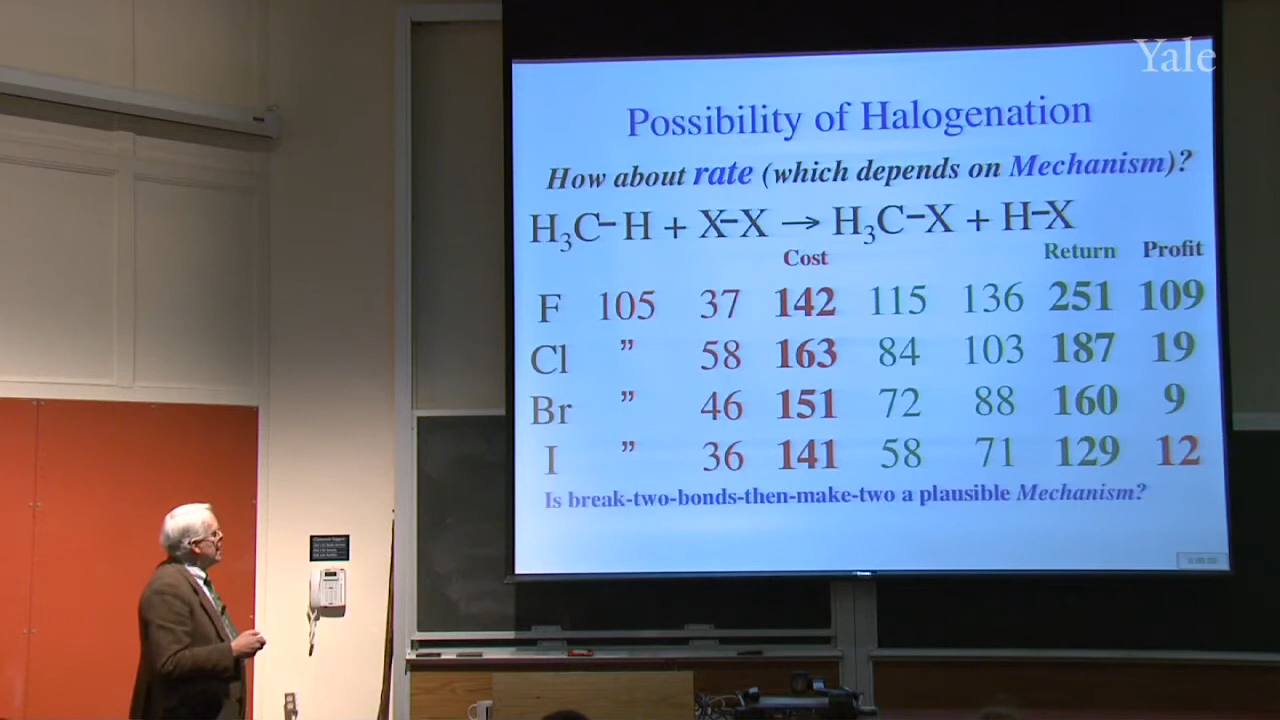 Yale
Possibility of Halogenation
How about rate (which depends on Mechanism)?
H₃C–H + X–X → H₃C–X + H–X
Cost Return Profit
F 105 37 142 115 136 251 109
Cl ” 58 163 84 103 187 19
Br ” 46 151 72 88 160 9
I ” 36 141 58 71 129 12
Is break-two-bonds-then-make-two a plausible Mechanism?